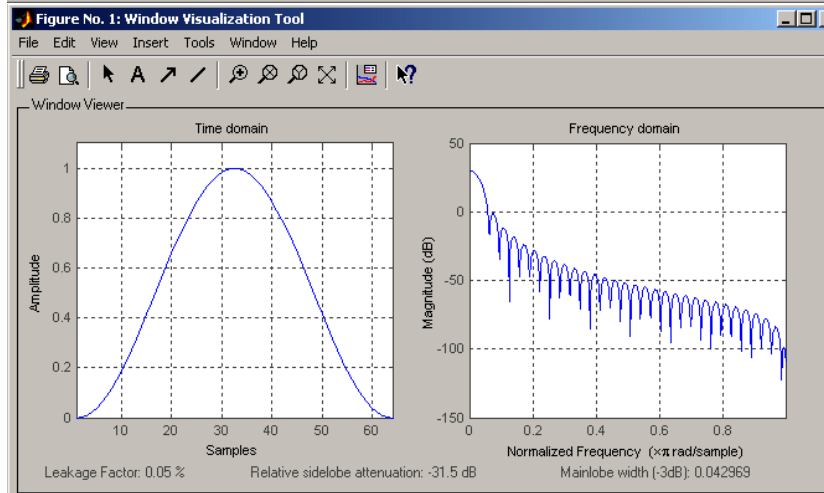 Figure No. 1: Window Visualization Tool
File Edit View Insert Tools Window Help
A
Window Viewer
Time domain
Frequency domain
1
0.8
0.6
0.4
0.2
0
Amplitude
10 20 30 40 50 60
Samples
50
0
-50
-100
-150
Magnitude (dB)
0 0.2 0.4 0.6 0.8
Normalized Frequency (×π rad/sample)
Leakage Factor: 0.05 % Relative sidelobe attenuation: -31.5 dB Mainlobe width (-3dB): 0.042969